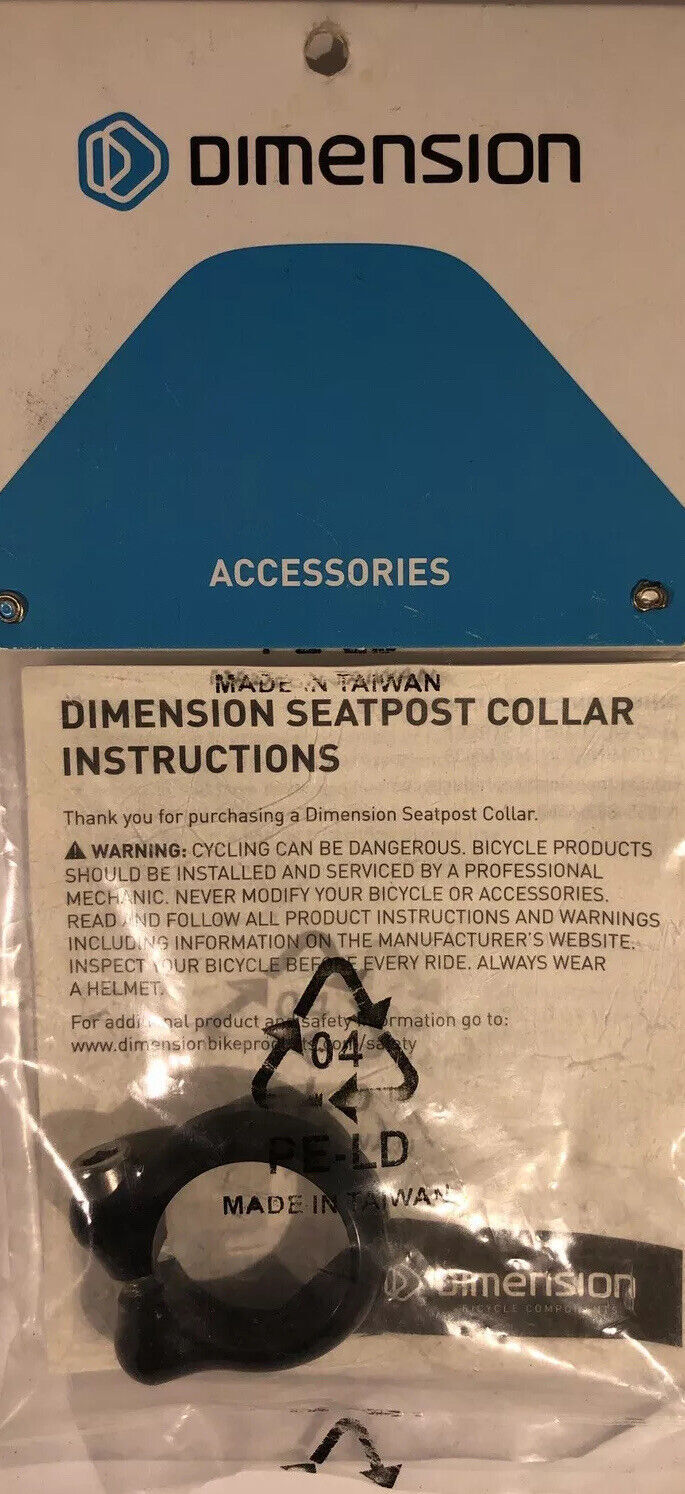 DIMENSION
ACCESSORIES
MADE IN TAIWAN
DIMENSION SEATPOST COLLAR
INSTRUCTIONS
Thank you for purchasing a Dimension Seatpost Collar.
WARNING: CYCLING CAN BE DANGEROUS. BICYCLE PRODUCTS
SHOULD BE INSTALLED AND SERVICED BY A PROFESSIONAL
MECHANIC. NEVER MODIFY YOUR BICYCLE OR ACCESSORIES.
READ AND FOLLOW ALL PRODUCT INSTRUCTIONS AND WARNINGS
INCLUDING INFORMATION ON THE MANUFACTURER'S WEBSITE.
INSPECT YOUR BICYCLE BEFORE EVERY RIDE. ALWAYS WEAR
A HELMET.
For additional product and safety information go to:
www.dimensionbikeproducts.com/safety
04
PE-LD
MADE IN TAIWAN
DIMENSION
BICYCLE COMPONENTS